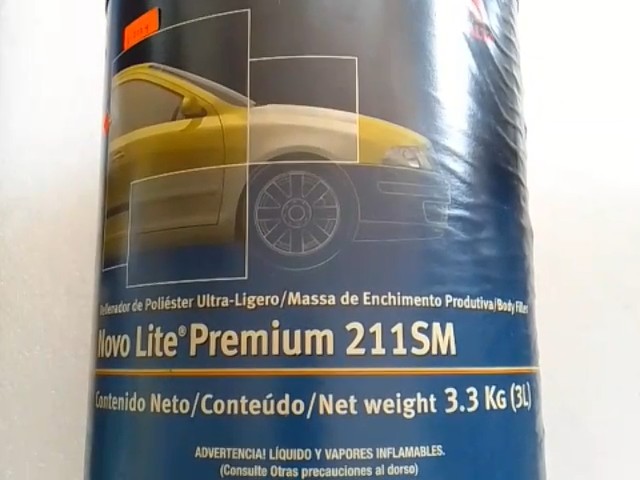 Rellenador de Poliéster Ultra-Ligero/Massa de Enchimento Produtiva/Body Filler
Novo Lite® Premium 211SM
Contenido Neto/Conteúdo/Net weight 3.3 KG (3L)
ADVERTENCIA! LÍQUIDO Y VAPORES INFLAMABLES.
(Consulte Otras precauciones al dorso)